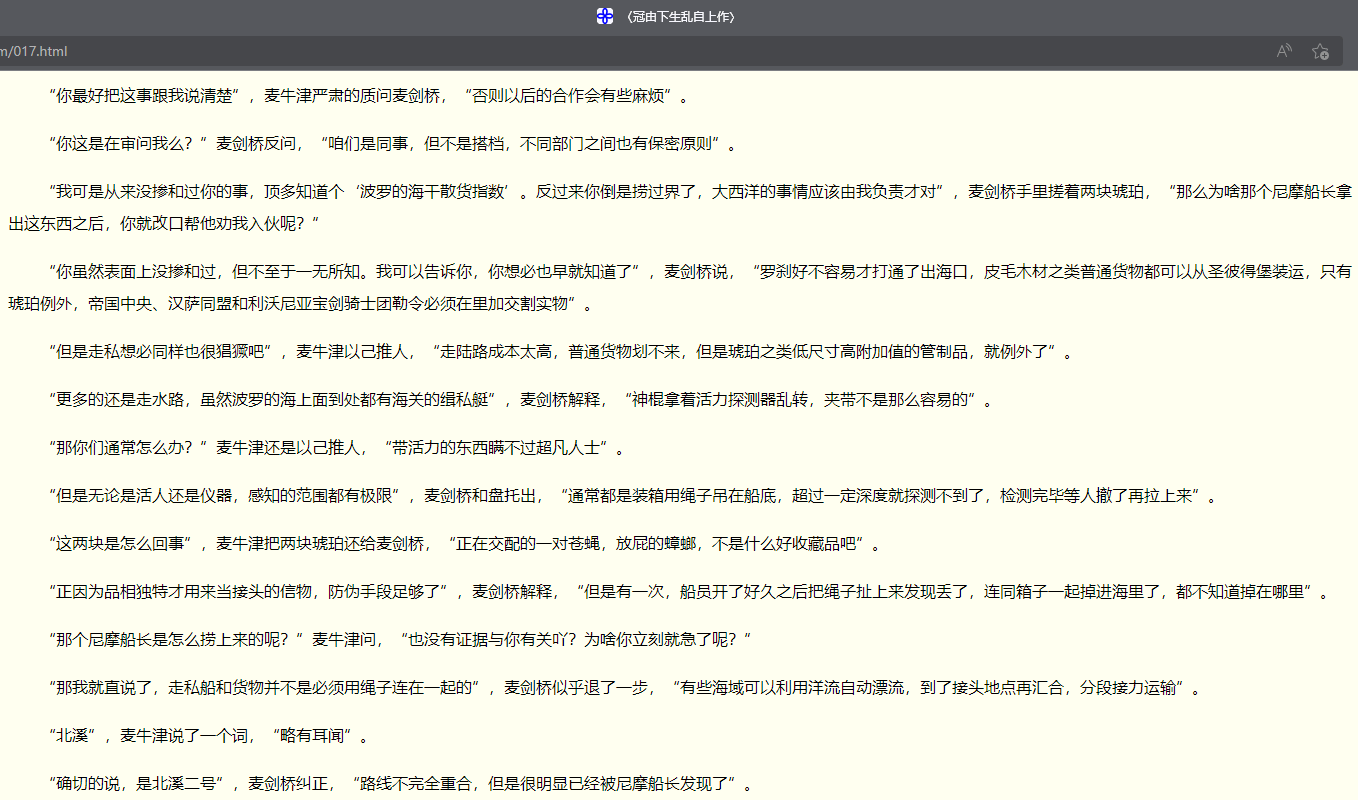 〈冠由下生乱自上作〉
m/017.html
“你最好把这事跟我说清楚”，麦牛津严肃的质问麦剑桥，“否则以后的合作会有些麻烦”。
“你这是在审问我么？”麦剑桥反问，“咱们是同事，但不是搭档，不同部门之间也有保密原则”。
“我可是从来没掺和过你的事，顶多知道个‘波罗的海干散货指数’。反过来你倒是捞过界了，大西洋的事情应该由我负责才对”，麦剑桥手里搓着两块琥珀，“那么为啥那个尼摩船长拿
出这东西之后，你就改口帮他劝我入伙呢？”
“你虽然表面上没掺和过，但不至于一无所知。我可以告诉你，你想必也早就知道了”，麦剑桥说，“罗刹好不容易才打通了出海口，皮毛木材之类普通货物都可以从圣彼得堡装运，只有
琥珀例外，帝国中央、汉萨同盟和利沃尼亚宝剑骑士团勒令必须在里加交割实物”。
“但是走私想必同样也很猖獗吧”，麦牛津以己推人，“走陆路成本太高，普通货物划不来，但是琥珀之类低尺寸高附加值的管制品，就例外了”。
“更多的还是走水路，虽然波罗的海上面到处都有海关的缉私艇”，麦剑桥解释，“神棍拿着活力探测器乱转，夹带不是那么容易的”。
“那你们通常怎么办？”麦牛津还是以己推人，“带活力的东西瞒不过超凡人士”。
“但是无论是活人还是仪器，感知的范围都有极限”，麦剑桥和盘托出，“通常都是装箱用绳子吊在船底，超过一定深度就探测不到了，检测完毕等人撤了再拉上来”。
“这两块是怎么回事”，麦牛津把两块琥珀还给麦剑桥，“正在交配的一对苍蝇，放屁的蟑螂，不是什么好收藏品吧”。
“正因为品相独特才用来当接头的信物，防伪手段足够了”，麦剑桥解释，“但是有一次，船员开了好久之后把绳子扯上来发现丢了，连同箱子一起掉进海里了，都不知道掉在哪里”。
“那个尼摩船长是怎么捞上来的呢？”麦牛津问，“也没有证据与你有关吖？为啥你立刻就急了呢？”
“那我就直说了，走私船和货物并不是必须用绳子连在一起的”，麦剑桥似乎退了一步，“有些海域可以利用洋流自动漂流，到了接头地点再汇合，分段接力运输”。
“北溪”，麦牛津说了一个词，“略有耳闻”。
“确切的说，是北溪二号”，麦剑桥纠正，“路线不完全重合，但是很明显已经被尼摩船长发现了”。